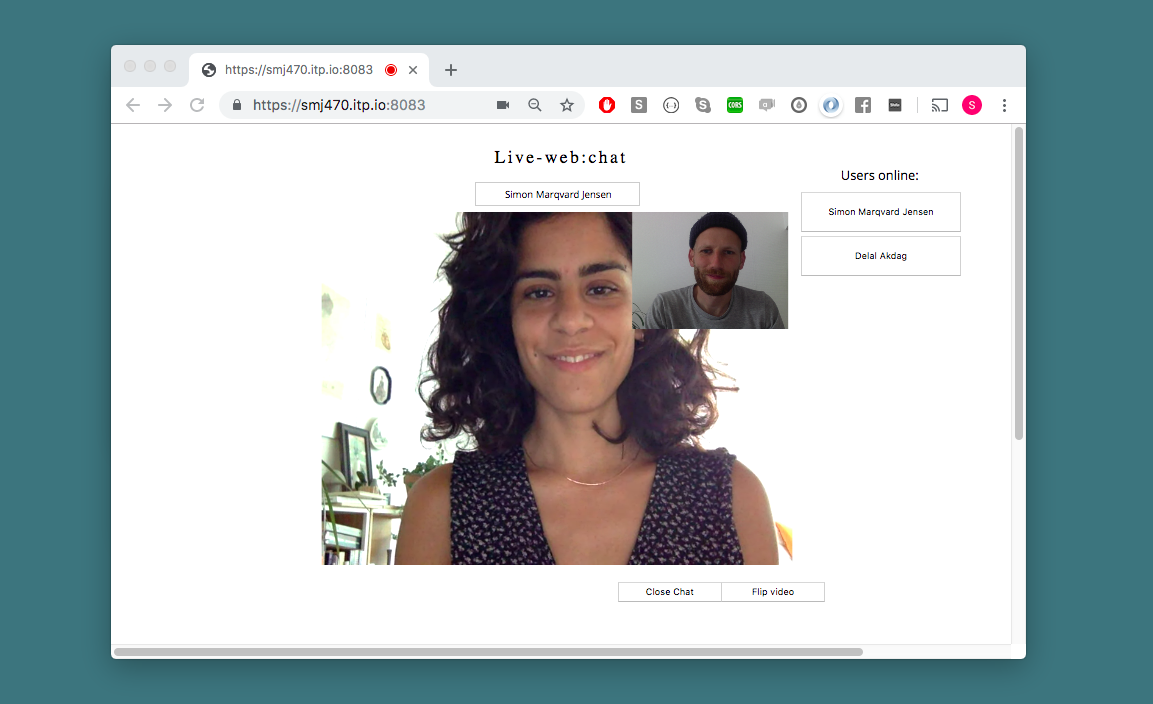 https://smj470.itp.io:8083
https://smj470.itp.io:8083
S
CORS
S
Live-web:chat
Simon Marqvard Jensen
Users online:
Simon Marqvard Jensen
Delal Akdag
Close Chat
Flip video